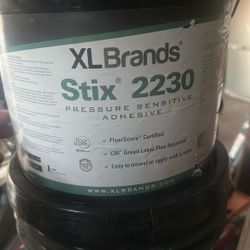 XLBrands®
Stix® 2230
PRESSURE SENSITIVE
ADHESIVE
✓ FloorScore® Certified
✓ CRI Green Label Plus Approved
✓ Easy to trowel or apply with a roller
WWW.XLBRANDS.COM